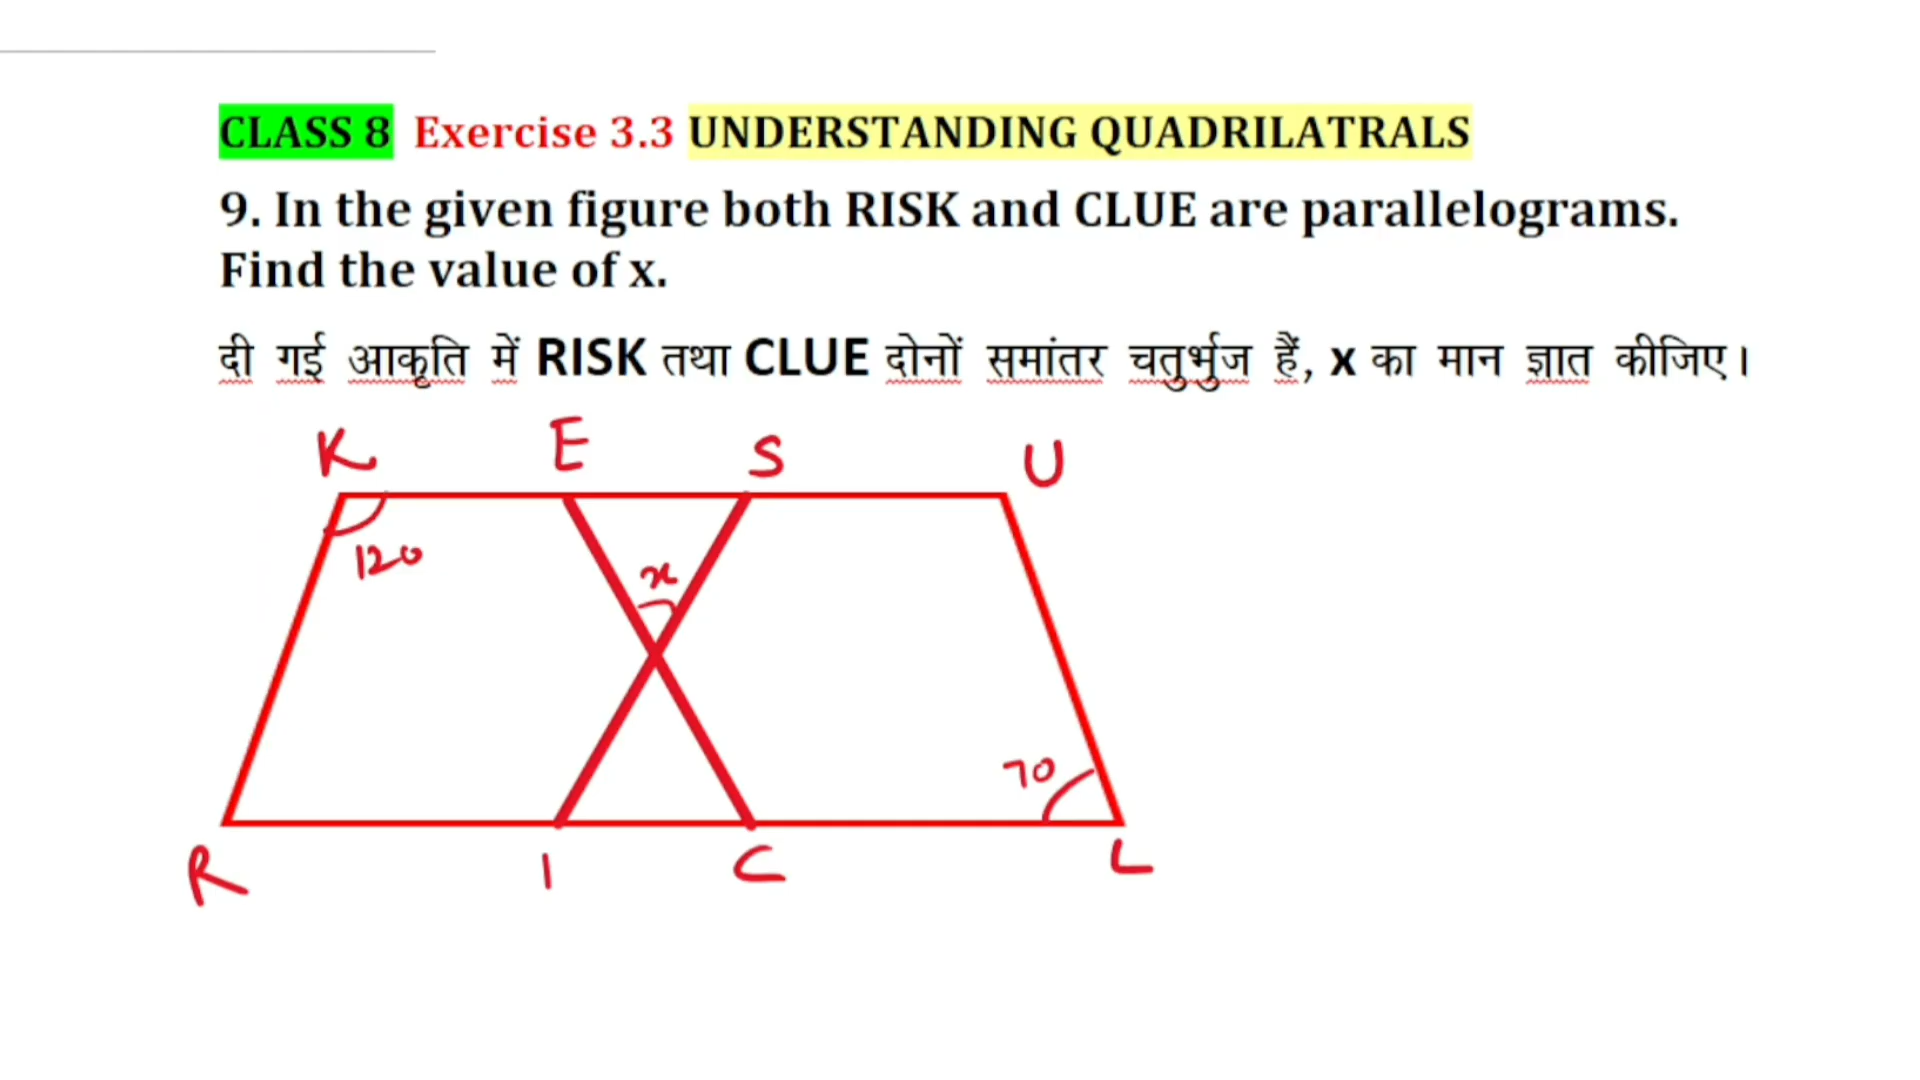 CLASS 8 Exercise 3.3 UNDERSTANDING QUADRILATRALS
9. In the given figure both RISK and CLUE are parallelograms.
Find the value of x.
दी गई आकृति में RISK तथा CLUE दोनों समांतर चतुर्भुज हैं, x का मान ज्ञात कीजिए।
K E S U
120 x
70
R I C L